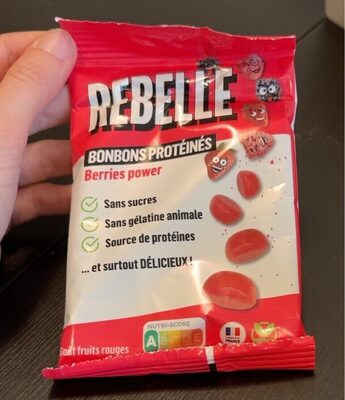 REBELLE
BONBONS PROTÉINÉS
Berries power
Sans sucres
Sans gélatine animale
Source de protéines
... et surtout DÉLICIEUX !
NUTRI-SCORE
A
FRANCE
Goût fruits rouges